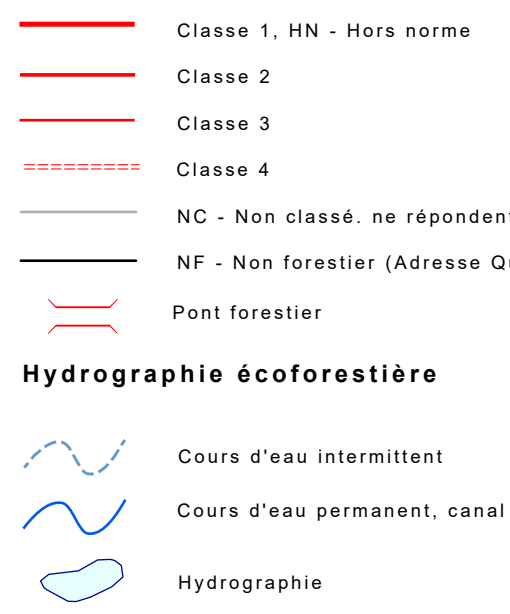 Classe 1, HN - Hors norme
Classe 2
Classe 3
Classe 4
NC - Non classé. ne réponden
NF - Non forestier (Adresse Q
Pont forestier
Hydrographie écoforestière
Cours d'eau intermittent
Cours d'eau permanent, canal
Hydrographie